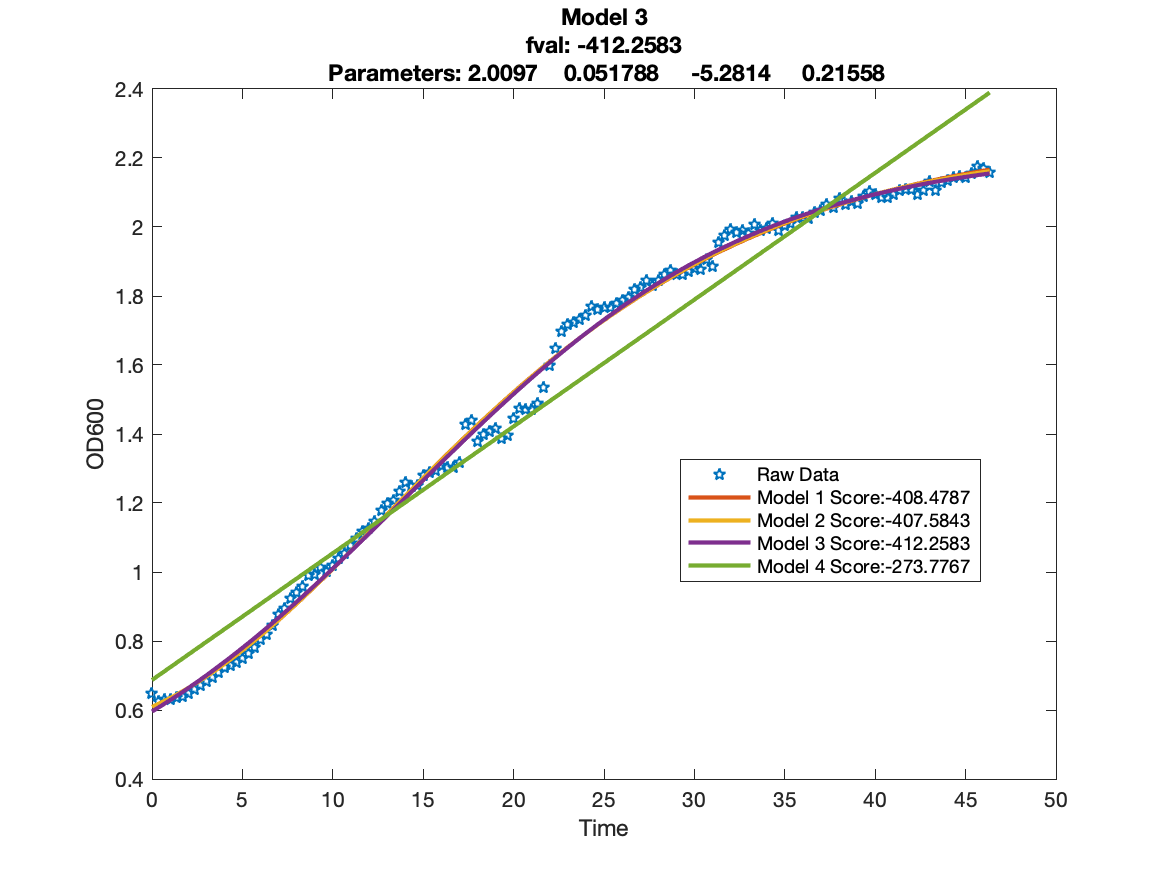 Model 3
fval: -412.2583
Parameters: 2.0097 0.051788 -5.2814 0.21558
2.4
2.2
2
1.8
1.6
1.4
1.2
1
0.8
0.6
0.4
OD600
Raw Data
Model 1 Score:-408.4787
Model 2 Score:-407.5843
Model 3 Score:-412.2583
Model 4 Score:-273.7767
0 5 10 15 20 25 30 35 40 45 50
Time